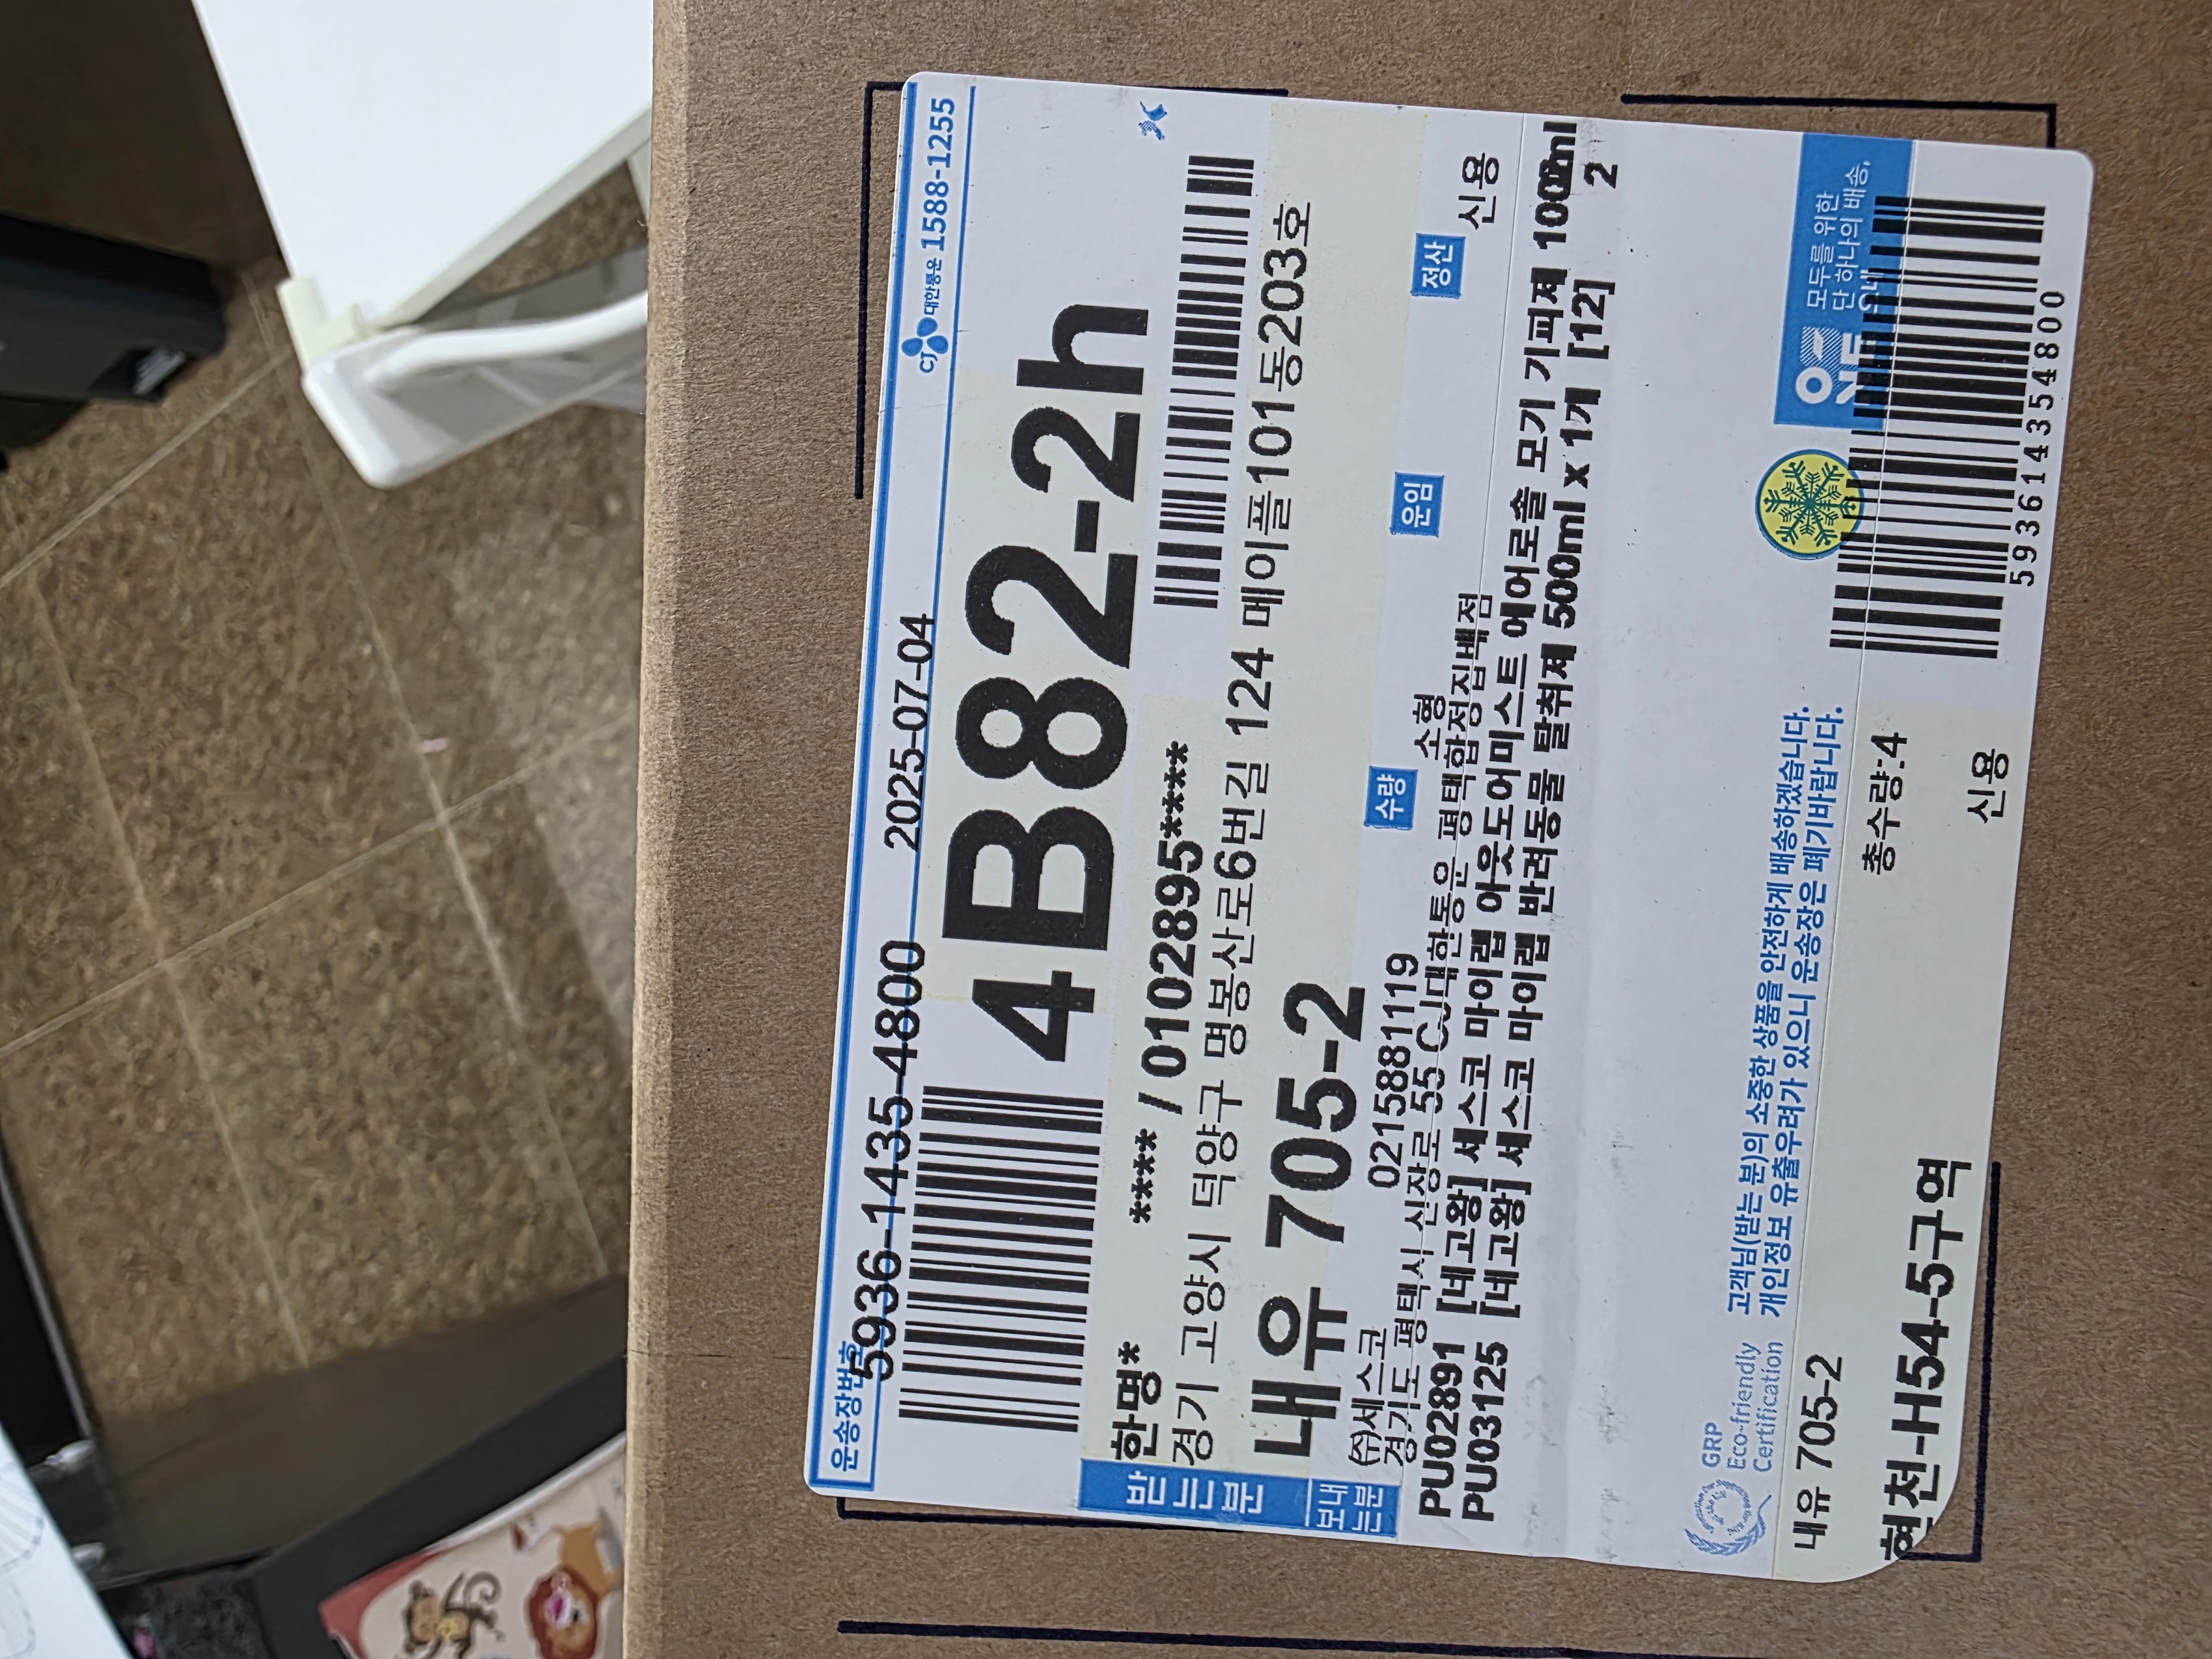 운송장번호 5936-1435-4800 2025-07-04 CJ대한통운 1588-1255
4B82-2h
한명* **** / 0102895****
경기 고양시 덕양구 명봉산로6번길 124 메이플101동203호
받는분
내유 705-2
보내는분
(주)세스코 0215881119 수량 소형 운임 정산 신용
경기도 평택시 신장로 55 CJ대한통운 평택합정집백점
PU02891 [네고왕] 세스코 마이랩 아웃도어미스트 에어로솔 모기 기피제 100ml 2
PU03125 [네고왕] 세스코 마이랩 반려동물 탈취제 500ml x 1개 [12]
GRP
Eco-friendly
Certification
고객님(받는 분)의 소중한 상품을 안전하게 배송하겠습니다.
개인정보 유출우려가 있으니 운송장은 폐기바랍니다.
모두를 위한
단 하나의 배송,
오네
내유 705-2 총수량:4
현천-H54-5구역 신용
593614354800